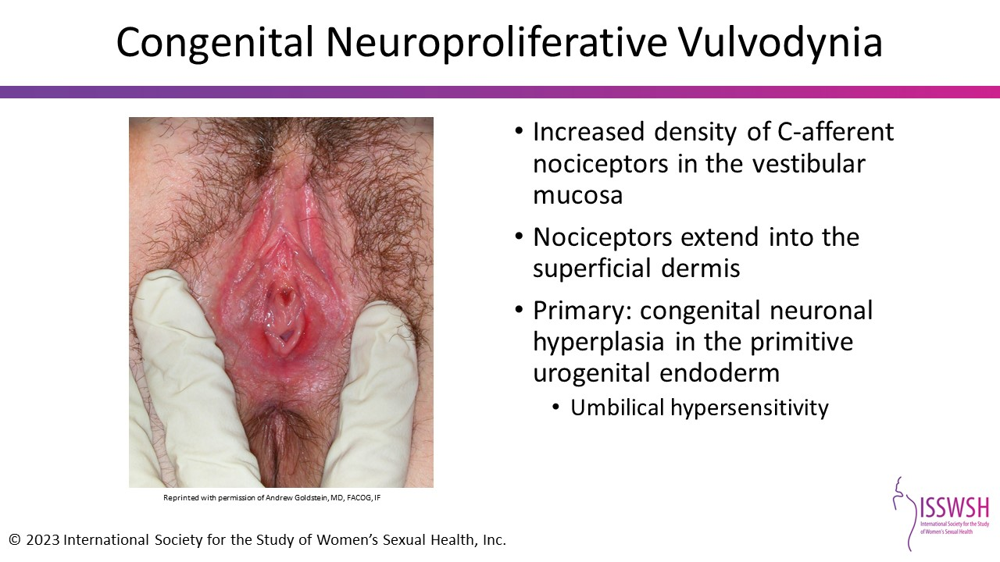 Congenital Neuroproliferative Vulvodynia
• Increased density of C-afferent
nociceptors in the vestibular
mucosa
• Nociceptors extend into the
superficial dermis
• Primary: congenital neuronal
hyperplasia in the primitive
urogenital endoderm
• Umbilical hypersensitivity
Reprinted with permission of Andrew Goldstein, MD, FACOG, IF
ISSWSH
International Society for the Study
of Women's Sexual Health
© 2023 International Society for the Study of Women’s Sexual Health, Inc.